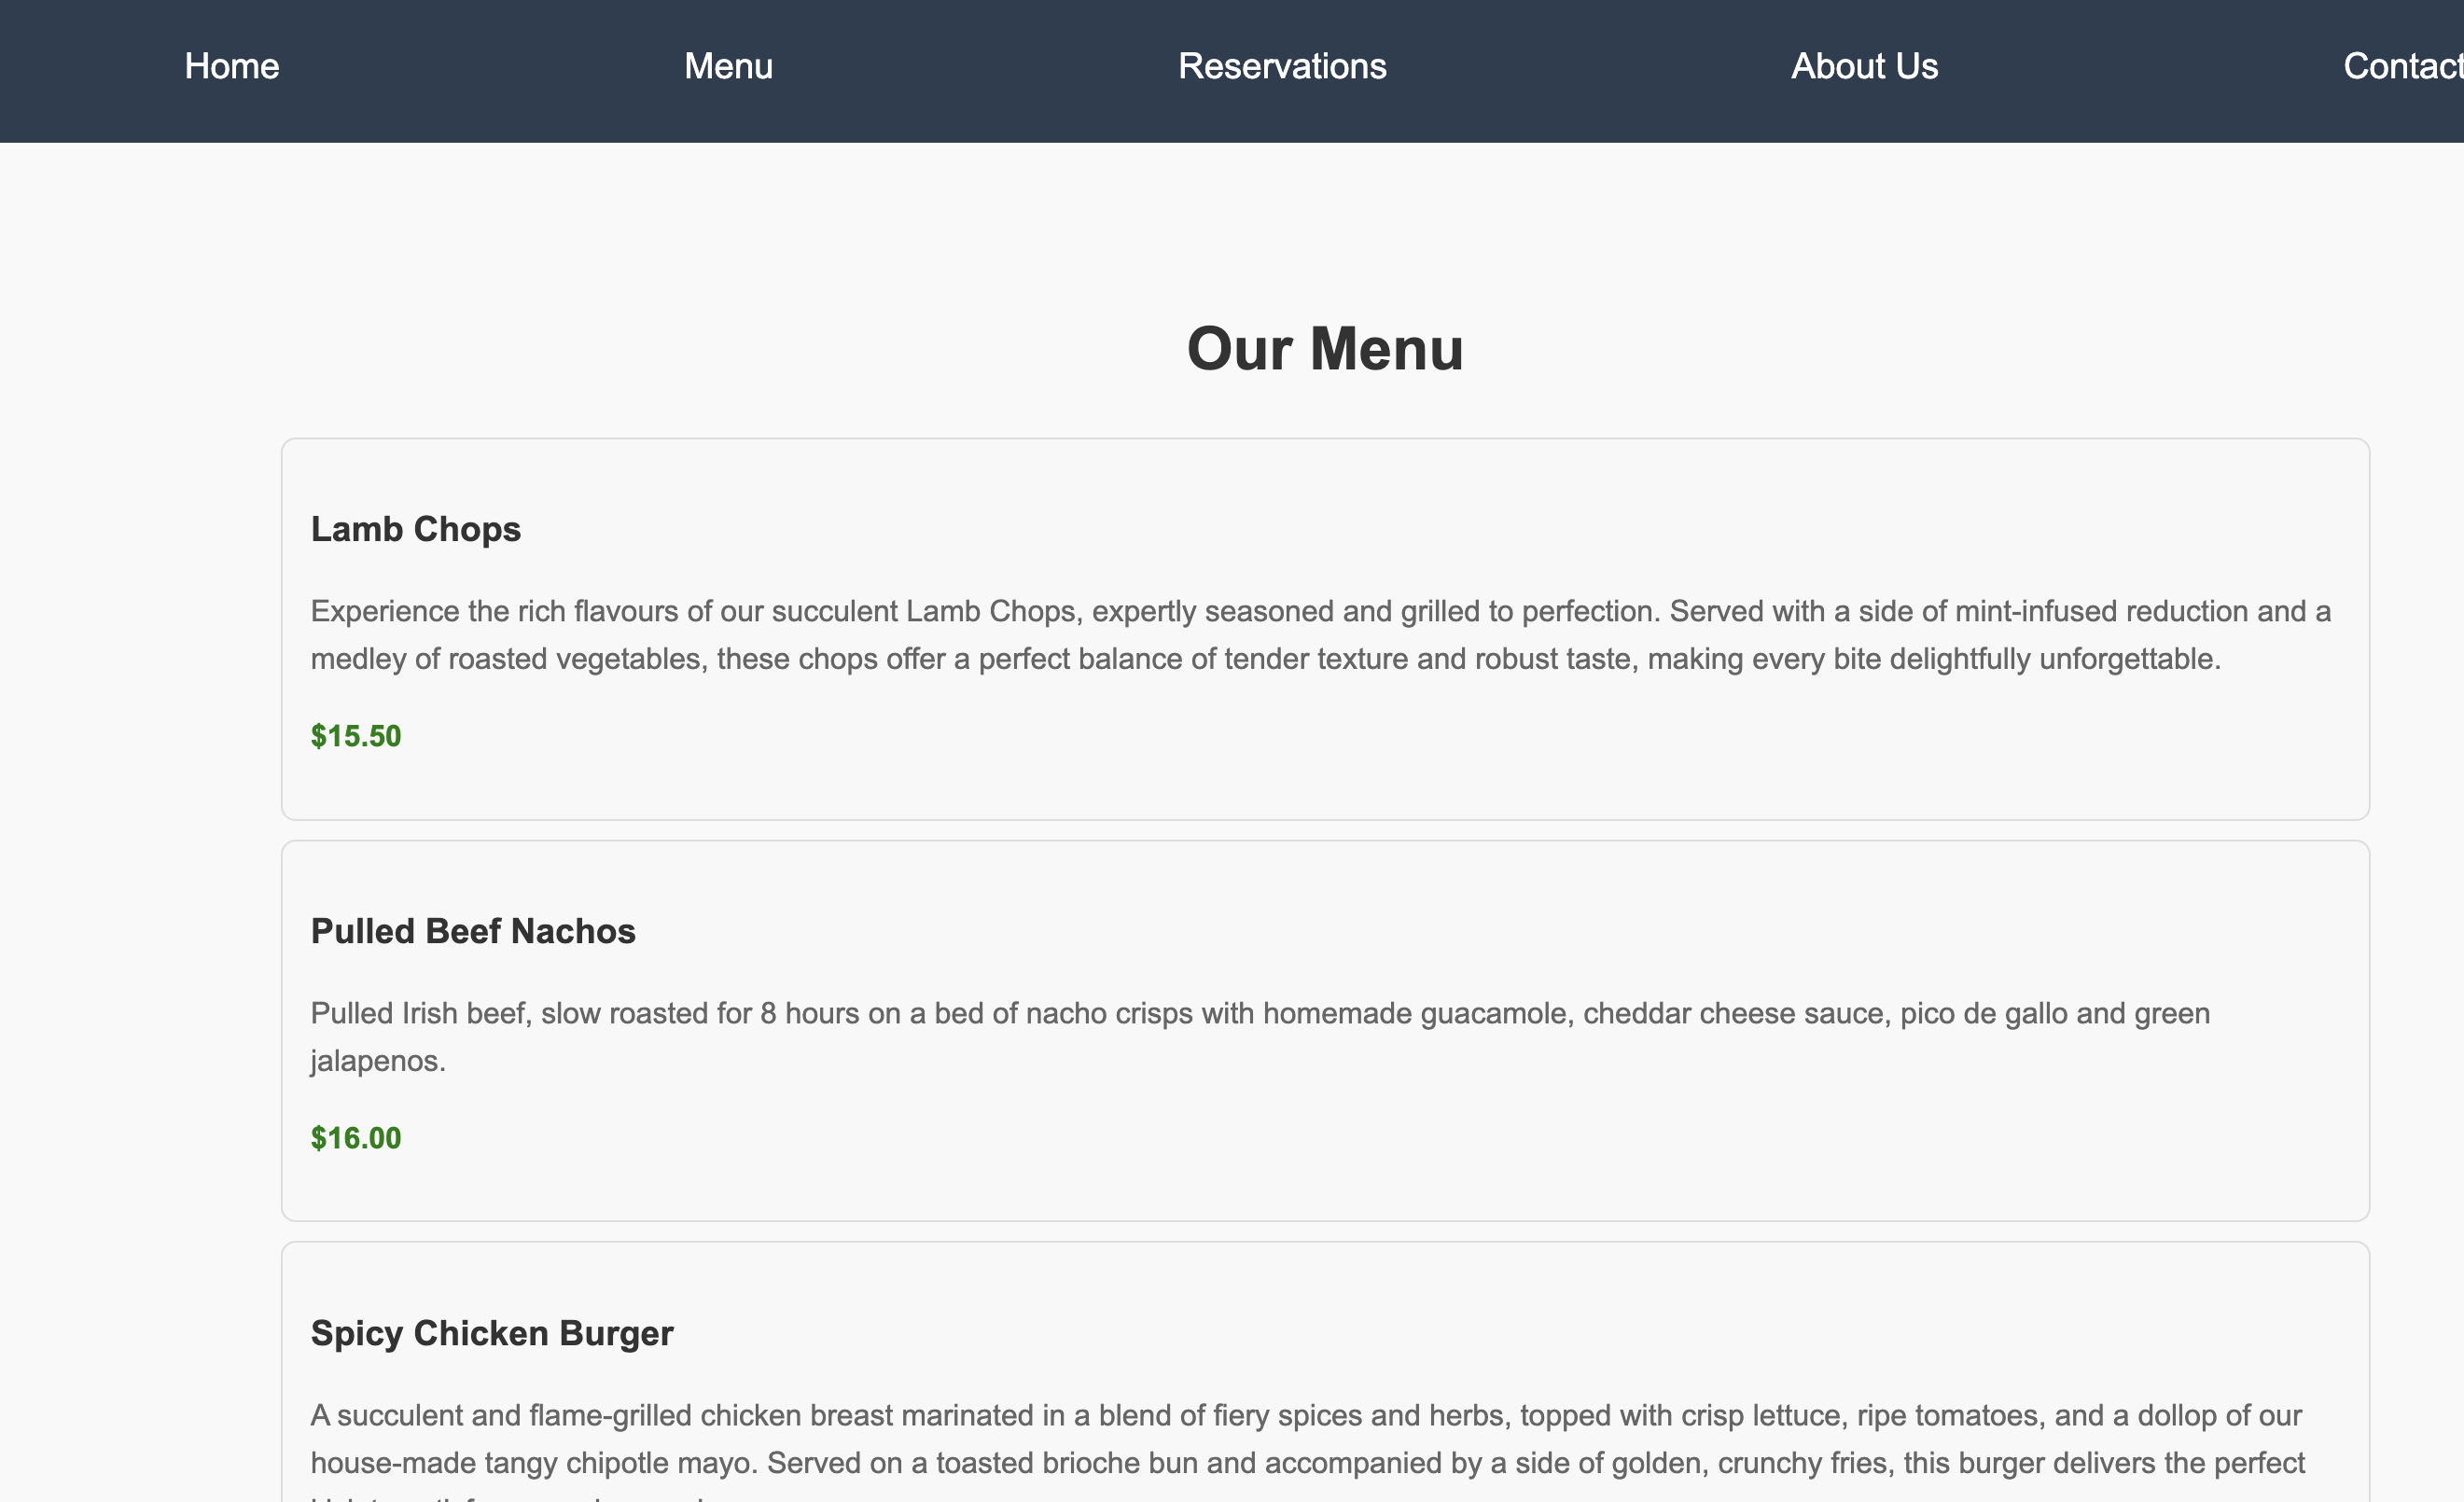 Home Menu Reservations About Us Contact
Our Menu
Lamb Chops
Experience the rich flavours of our succulent Lamb Chops, expertly seasoned and grilled to perfection. Served with a side of mint-infused reduction and a
medley of roasted vegetables, these chops offer a perfect balance of tender texture and robust taste, making every bite delightfully unforgettable.
$15.50
Pulled Beef Nachos
Pulled Irish beef, slow roasted for 8 hours on a bed of nacho crisps with homemade guacamole, cheddar cheese sauce, pico de gallo and green
jalapenos.
$16.00
Spicy Chicken Burger
A succulent and flame-grilled chicken breast marinated in a blend of fiery spices and herbs, topped with crisp lettuce, ripe tomatoes, and a dollop of our
house-made tangy chipotle mayo. Served on a toasted brioche bun and accompanied by a side of golden, crunchy fries, this burger delivers the perfect